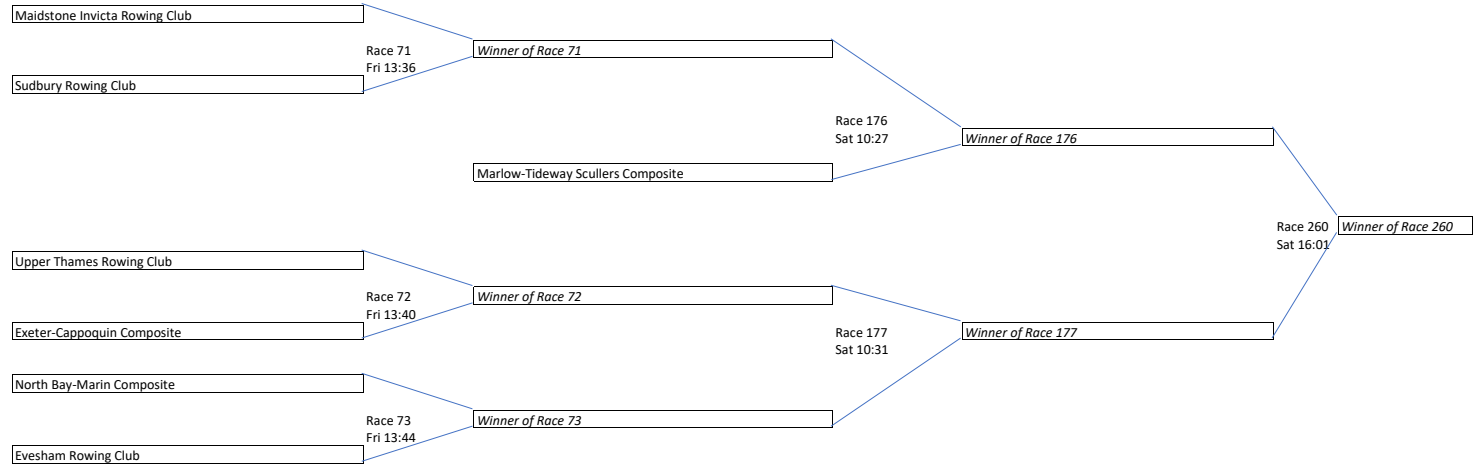 Maidstone Invicta Rowing Club
Race 71
Fri 13:36
Winner of Race 71
Sudbury Rowing Club
Race 176
Sat 10:27
Winner of Race 176
Marlow-Tideway Scullers Composite
Race 260
Sat 16:01
Winner of Race 260
Upper Thames Rowing Club
Race 72
Fri 13:40
Winner of Race 72
Exeter-Cappoquin Composite
Race 177
Sat 10:31
Winner of Race 177
North Bay-Marin Composite
Race 73
Fri 13:44
Winner of Race 73
Evesham Rowing Club